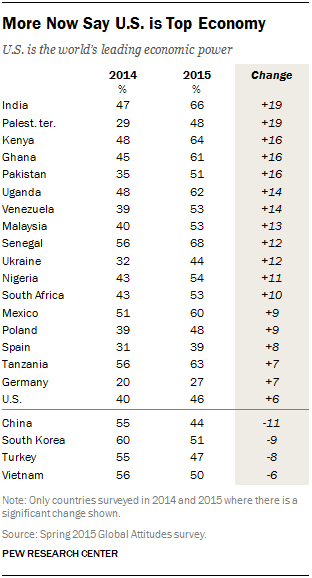 More Now Say U.S. is Top Economy
U.S. is the world's leading economic power
2014 2015 Change
% %
India 47 66 +19
Palest. ter. 29 48 +19
Kenya 48 64 +16
Ghana 45 61 +16
Pakistan 35 51 +16
Uganda 48 62 +14
Venezuela 39 53 +14
Malaysia 40 53 +13
Senegal 56 68 +12
Ukraine 32 44 +12
Nigeria 43 54 +11
South Africa 43 53 +10
Mexico 51 60 +9
Poland 39 48 +9
Spain 31 39 +8
Tanzania 56 63 +7
Germany 20 27 +7
U.S. 40 46 +6
China 55 44 -11
South Korea 60 51 -9
Turkey 55 47 -8
Vietnam 56 50 -6
Note: Only countries surveyed in 2014 and 2015 where there is a
significant change shown.
Source: Spring 2015 Global Attitudes survey.
PEW RESEARCH CENTER